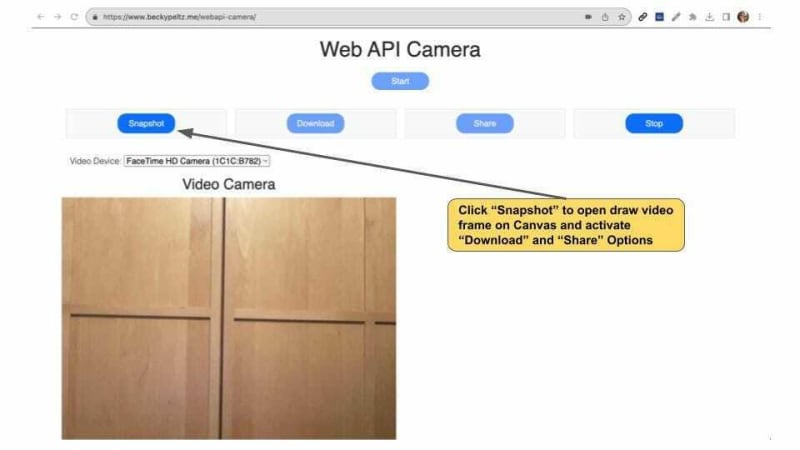 https://www.beckypeltz.me/webapi-camera/
Web API Camera
Start
Snapshot
Download
Share
Stop
Video Device: FaceTime HD Camera (1C1C:B782)
Video Camera
Click “Snapshot” to open draw video
frame on Canvas and activate
“Download” and “Share” Options